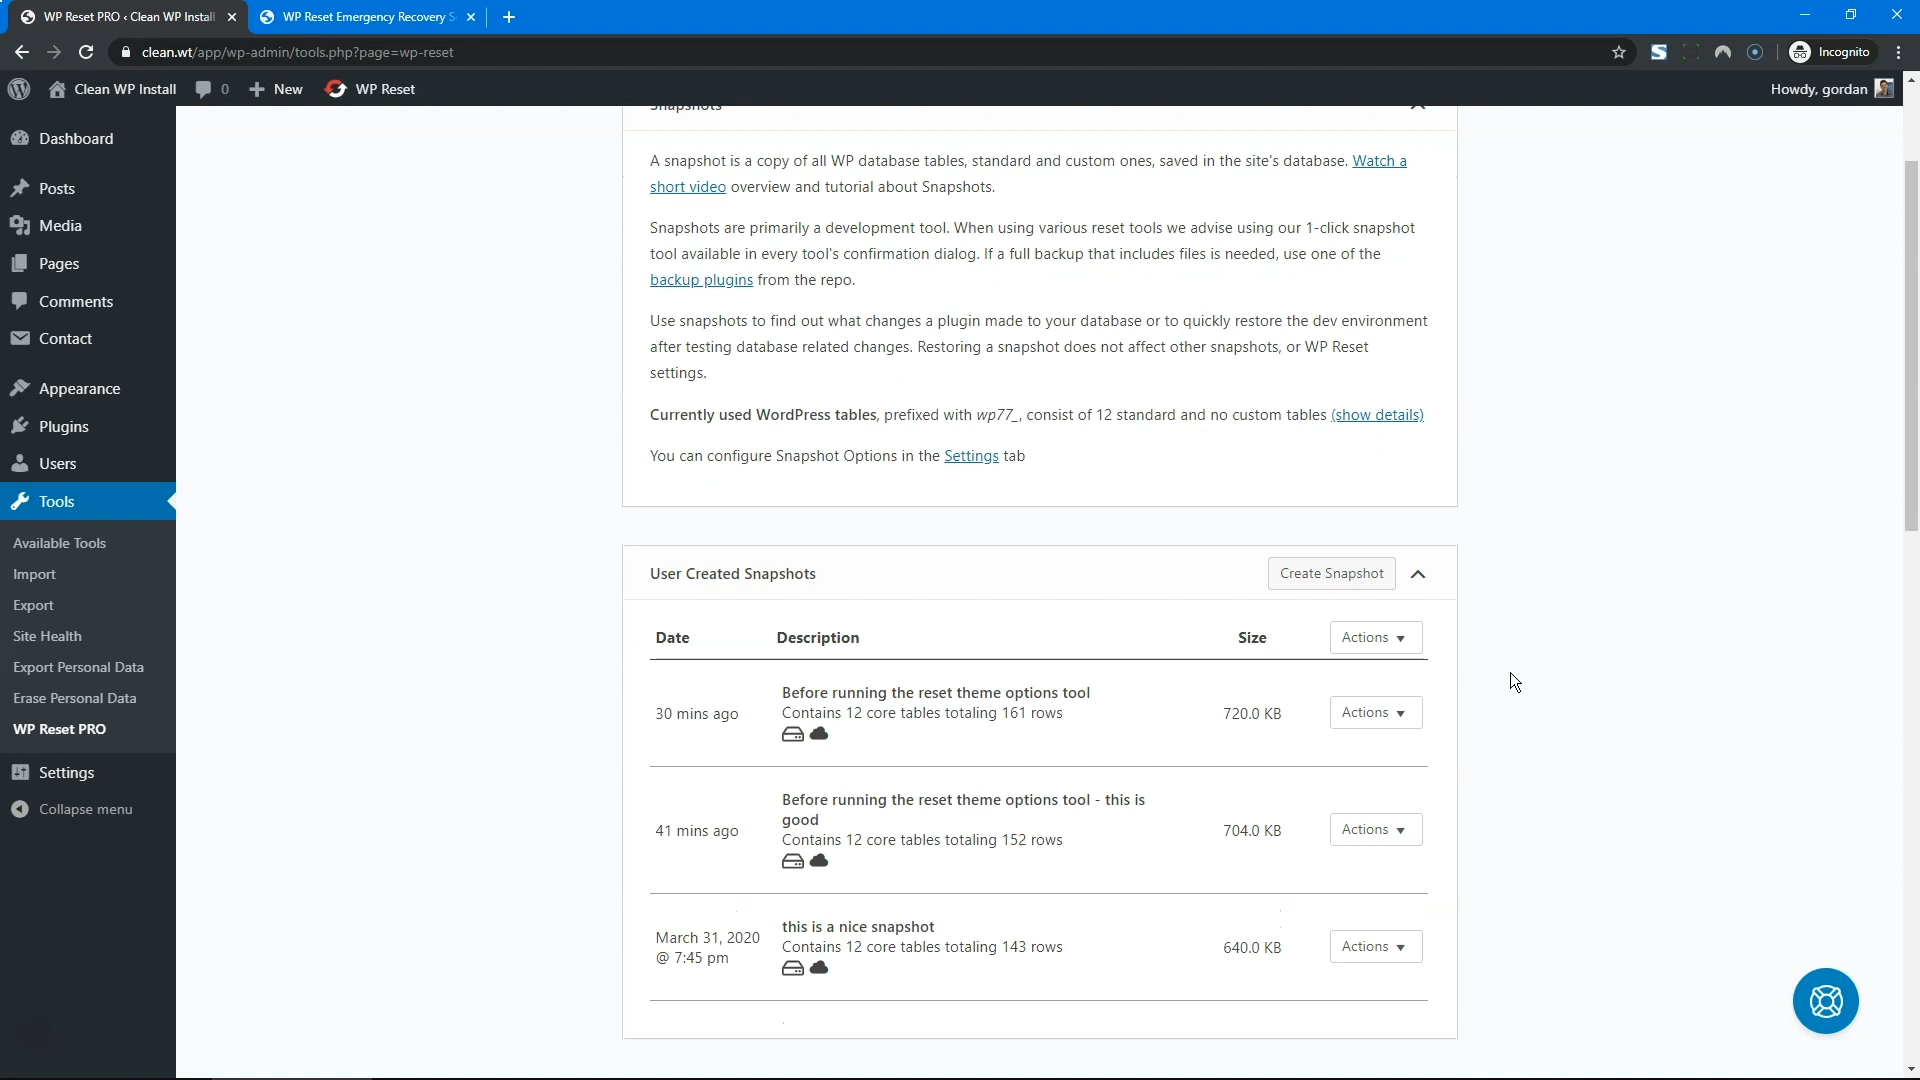 WP Reset PRO ‹ Clean WP Install
WP Reset Emergency Recovery S
clean.wt/app/wp-admin/tools.php?page=wp-reset
Incognito
Clean WP Install
0
New
WP Reset
Howdy, gordan
Dashboard
Posts
Media
Pages
Comments
Contact
Appearance
Plugins
Users
Tools
Available Tools
Import
Export
Site Health
Export Personal Data
Erase Personal Data
WP Reset PRO
Settings
Collapse menu
Snapshots
A snapshot is a copy of all WP database tables, standard and custom ones, saved in the site's database. Watch a
short video overview and tutorial about Snapshots.
Snapshots are primarily a development tool. When using various reset tools we advise using our 1-click snapshot
tool available in every tool's confirmation dialog. If a full backup that includes files is needed, use one of the
backup plugins from the repo.
Use snapshots to find out what changes a plugin made to your database or to quickly restore the dev environment
after testing database related changes. Restoring a snapshot does not affect other snapshots, or WP Reset
settings.
Currently used WordPress tables, prefixed with wp77_, consist of 12 standard and no custom tables (show details)
You can configure Snapshot Options in the Settings tab
User Created Snapshots
Create Snapshot
Date Description Size Actions
Before running the reset theme options tool
30 mins ago Contains 12 core tables totaling 161 rows 720.0 KB Actions
Before running the reset theme options tool - this is
good
41 mins ago Contains 12 core tables totaling 152 rows 704.0 KB Actions
this is a nice snapshot
March 31, 2020 Contains 12 core tables totaling 143 rows 640.0 KB Actions
@ 7:45 pm